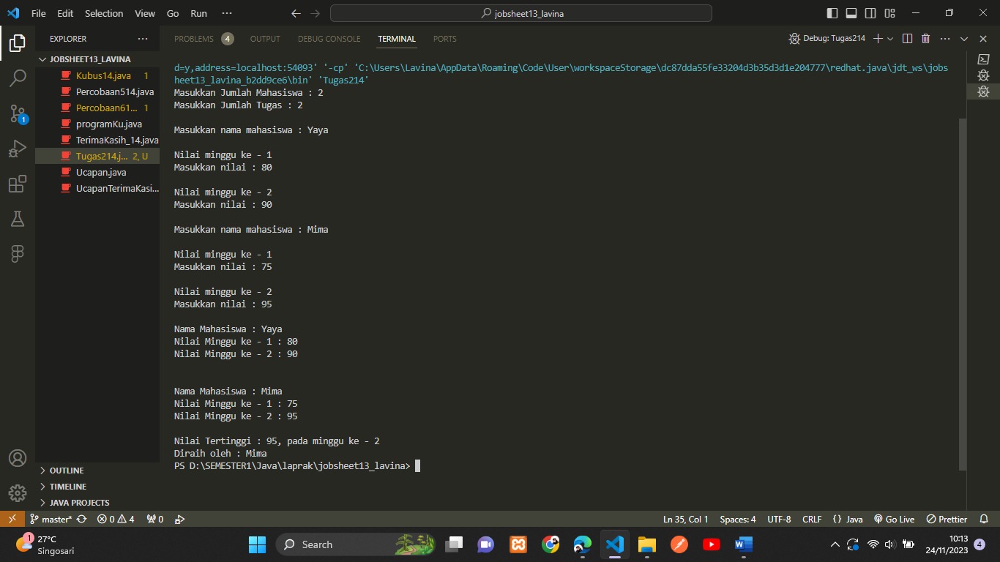 File Edit Selection View Go Run ···
jobsheet13_lavina
EXPLORER ···
JOBSHEET13_LAVINA
Kubus14.java 1
Percobaan514.java
Percobaan61... 1
programKu.java
TerimaKasih_14.java
Tugas214.j... 2, U
Ucapan.java
UcapanTerimaKasi...
OUTLINE
TIMELINE
JAVA PROJECTS
PROBLEMS 4 OUTPUT DEBUG CONSOLE TERMINAL PORTS
Debug: Tugas214
d=y,address=localhost:54093' '-cp' 'C:\Users\Lavina\AppData\Roaming\Code\User\workspaceStorage\dc87dda55fe33204d3b35d3d1e204777\redhat.java\jdt_ws\jobs
heet13_lavina_b2dd9ce6\bin' 'Tugas214'
Masukkan Jumlah Mahasiswa : 2
Masukkan Jumlah Tugas : 2
Masukkan nama mahasiswa : Yaya
Nilai minggu ke - 1
Masukkan nilai : 80
Nilai minggu ke - 2
Masukkan nilai : 90
Masukkan nama mahasiswa : Mima
Nilai minggu ke - 1
Masukkan nilai : 75
Nilai minggu ke - 2
Masukkan nilai : 95
Nama Mahasiswa : Yaya
Nilai Minggu ke - 1 : 80
Nilai Minggu ke - 2 : 90
Nama Mahasiswa : Mima
Nilai Minggu ke - 1 : 75
Nilai Minggu ke - 2 : 95
Nilai Tertinggi : 95, pada minggu ke - 2
Diraih oleh : Mima
PS D:\SEMESTER1\Java\laprak\jobsheet13_lavina>
1
master* 0 4 0
Ln 35, Col 1 Spaces: 4 UTF-8 CRLF {} Java Go Live Prettier
1
27°C
Singosari
Search
10:13
24/11/2023
4